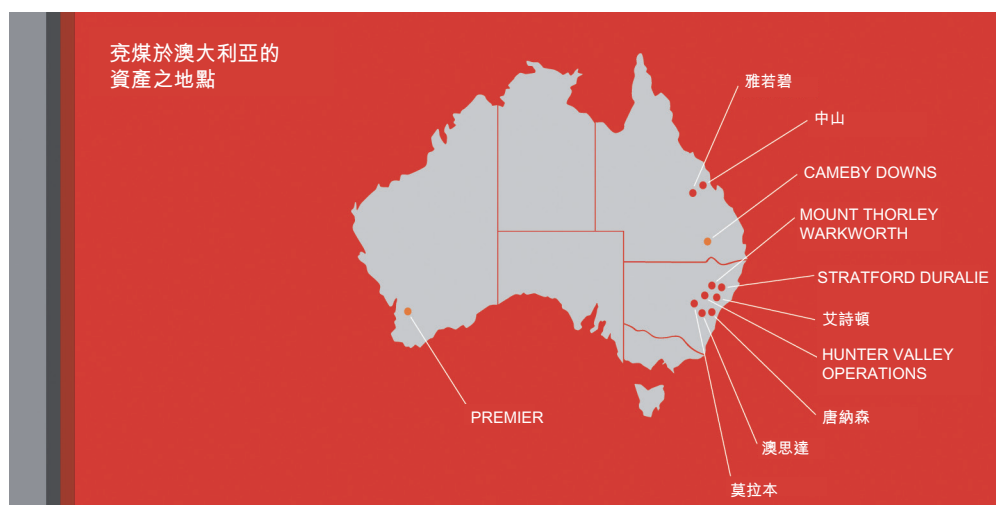 兗煤於澳大利亞的
資產之地點
雅若碧
中山
CAMEBY DOWNS
MOUNT THORLEY
WARKWORTH
STRATFORD DURALIE
艾詩頓
HUNTER VALLEY
OPERATIONS
唐納森
澳思達
莫拉本
PREMIER